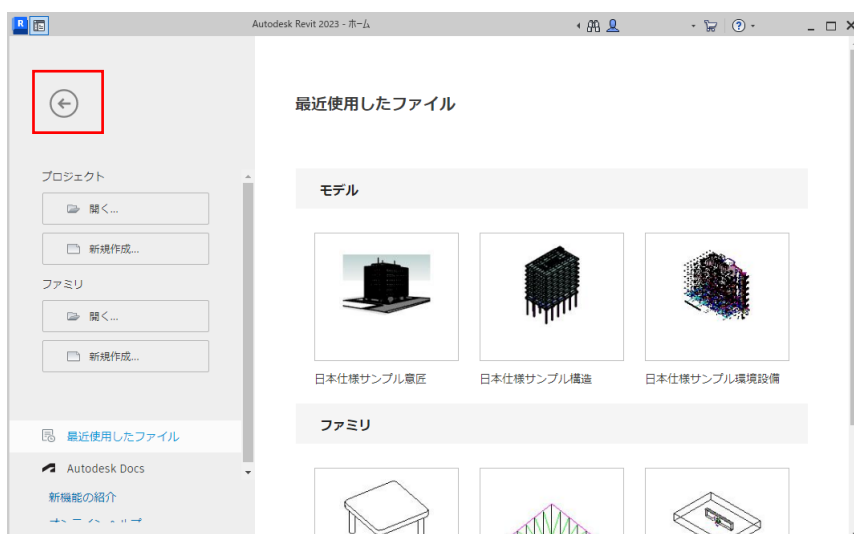 R
Autodesk Revit 2023 - ホーム
最近使用したファイル
プロジェクト
開く...
新規作成...
ファミリ
開く...
新規作成...
最近使用したファイル
Autodesk Docs
新機能の紹介
モデル
日本仕様サンプル意匠
日本仕様サンプル構造
日本仕様サンプル環境設備
ファミリ